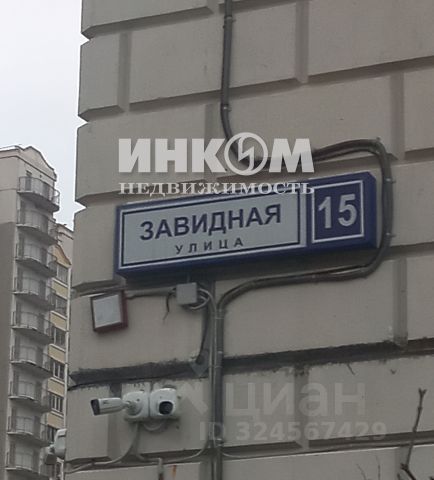 ИНКОМ
НЕДВИЖИМОСТЬ
ЗАВИДНАЯ
УЛИЦА
15
циан
ID 324567429